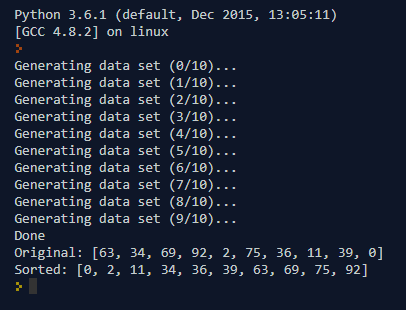 Python 3.6.1 (default, Dec 2015, 13:05:11)
[GCC 4.8.2] on linux
Generating data set (0/10)...
Generating data set (1/10)...
Generating data set (2/10)...
Generating data set (3/10)...
Generating data set (4/10)...
Generating data set (5/10)...
Generating data set (6/10)...
Generating data set (7/10)...
Generating data set (8/10)...
Generating data set (9/10)...
Done
Original: [63, 34, 69, 92, 2, 75, 36, 11, 39, 0]
Sorted: [0, 2, 11, 34, 36, 39, 63, 69, 75, 92]